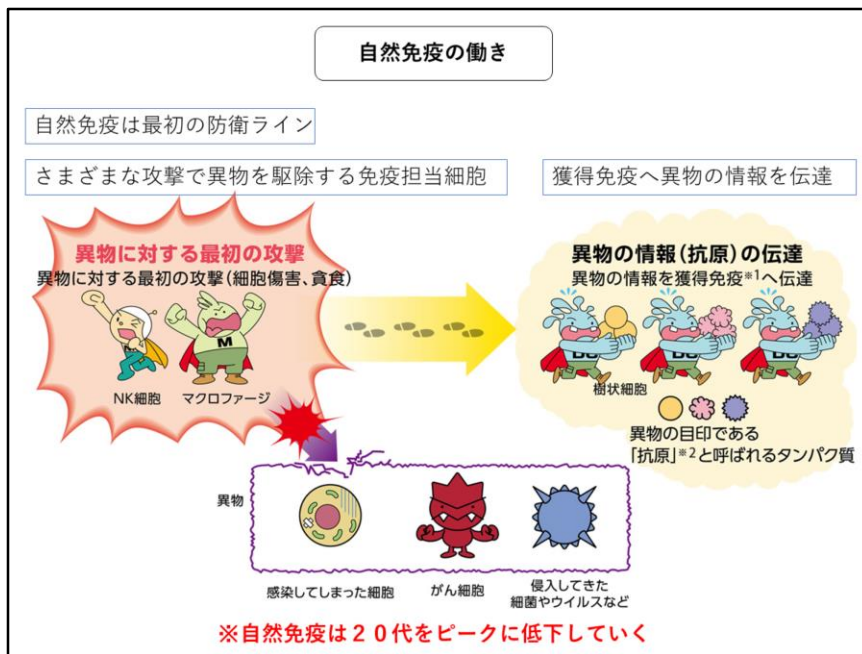 自然免疫の働き
自然免疫は最初の防衛ライン
さまざまな攻撃で異物を駆除する免疫担当細胞
獲得免疫へ異物の情報を伝達
異物に対する最初の攻撃
異物に対する最初の攻撃(細胞傷害、貪食)
M
NK細胞
マクロファージ
異物の情報(抗原)の伝達
異物の情報を獲得免疫※1へ伝達
樹状細胞
異物の目印である
「抗原」※2と呼ばれるタンパク質
異物
感染してしまった細胞
がん細胞
侵入してきた
細菌やウイルスなど
※自然免疫は20代をピークに低下していく